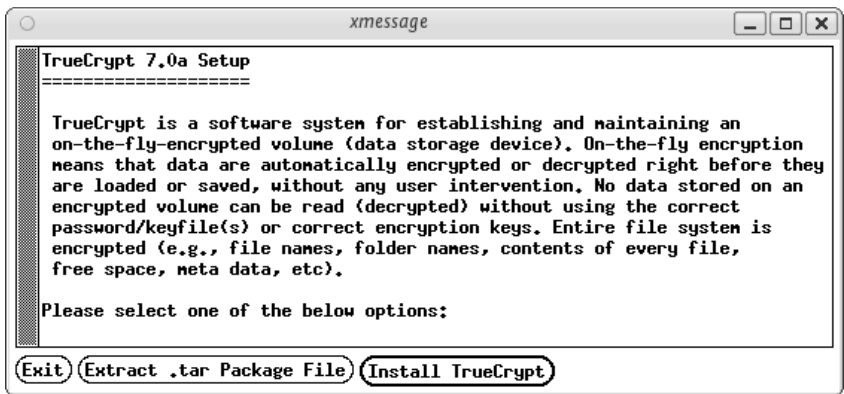 xmessage
TrueCrypt 7.0a Setup
====================
TrueCrypt is a software system for establishing and maintaining an
on-the-fly-encrypted volume (data storage device). On-the-fly encryption
means that data are automatically encrypted or decrypted right before they
are loaded or saved, without any user intervention. No data stored on an
encrypted volume can be read (decrypted) without using the correct
password/keyfile(s) or correct encryption keys. Entire file system is
encrypted (e.g., file names, folder names, contents of every file,
free space, meta data, etc).
Please select one of the below options:
Exit Extract .tar Package File Install TrueCrypt